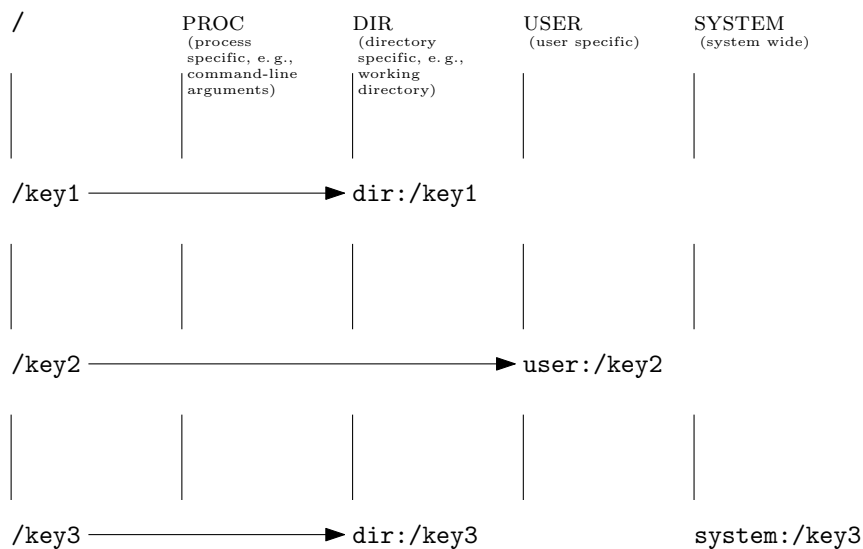 / PROC DIR USER SYSTEM
(process (directory (user specific) (system wide)
specific, e. g., specific, e. g.,
command-line working
arguments) directory)
/key1 dir:/key1
/key2 user:/key2
/key3 dir:/key3 system:/key3